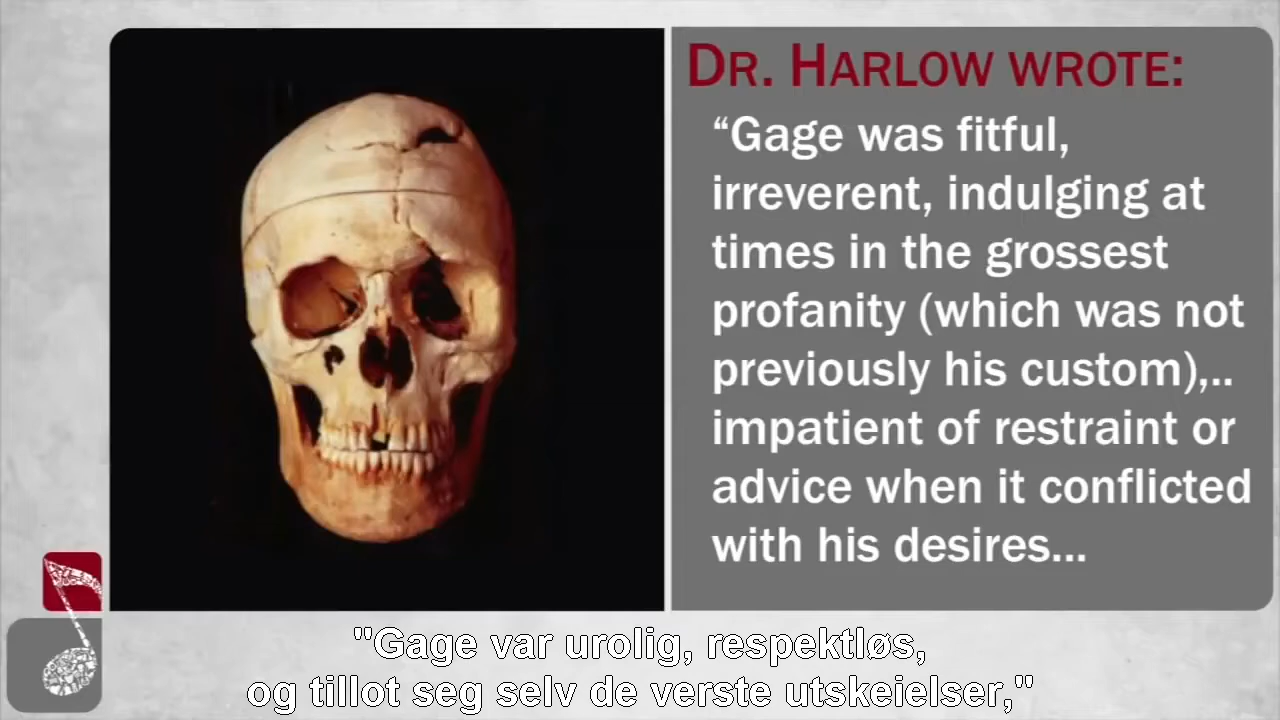 DR. HARLOW WROTE:
“Gage was fitful,
irreverent, indulging at
times in the grossest
profanity (which was not
previously his custom),..
impatient of restraint or
advice when it conflicted
with his desires...
"Gage var urolig, respektløs,
og tillot seg selv de verste utskeielser,"